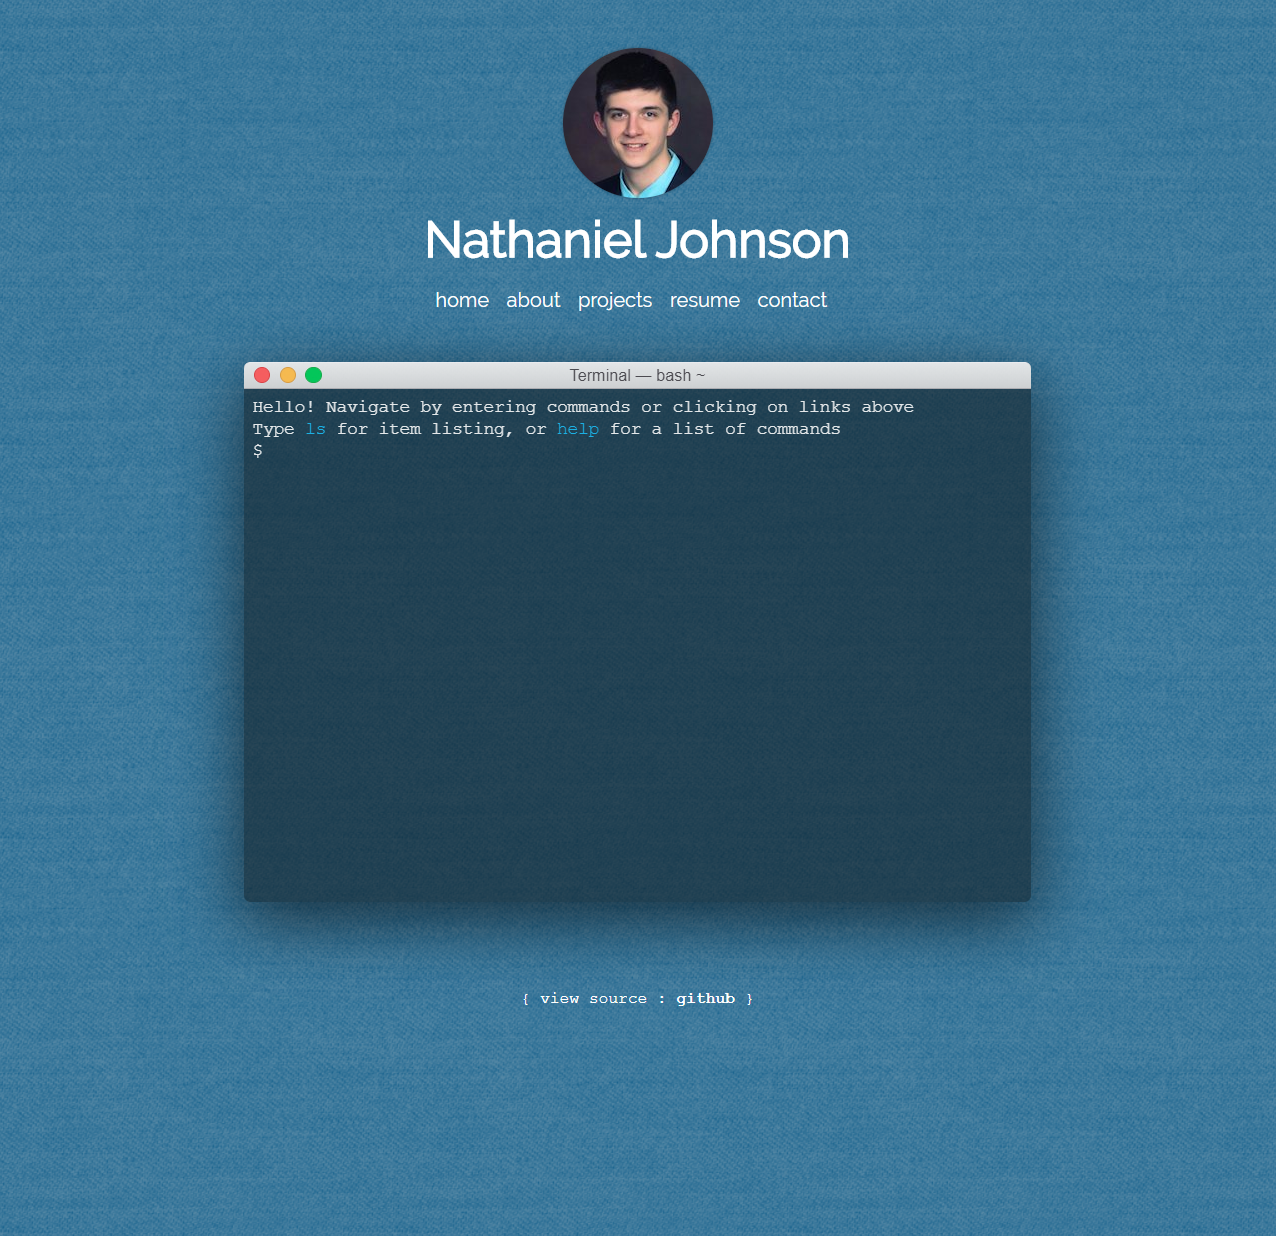 Nathaniel Johnson
home about projects resume contact
Terminal — bash ~
Hello! Navigate by entering commands or clicking on links above
Type ls for item listing, or help for a list of commands
$
{ view source : github }